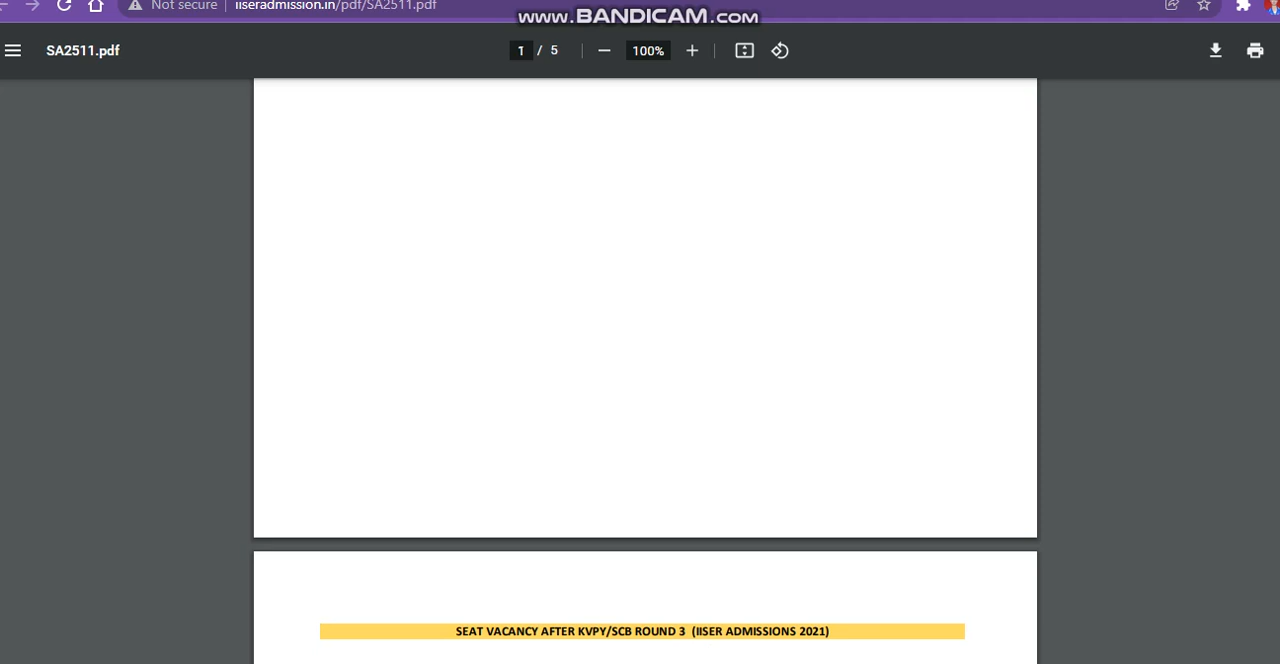 Not secure | iiseradmission.in/pdf/SA2511.pdf
www.BANDICAM.com
SA2511.pdf
1 / 5
100%
SEAT VACANCY AFTER KVPY/SCB ROUND 3 (IISER ADMISSIONS 2021)